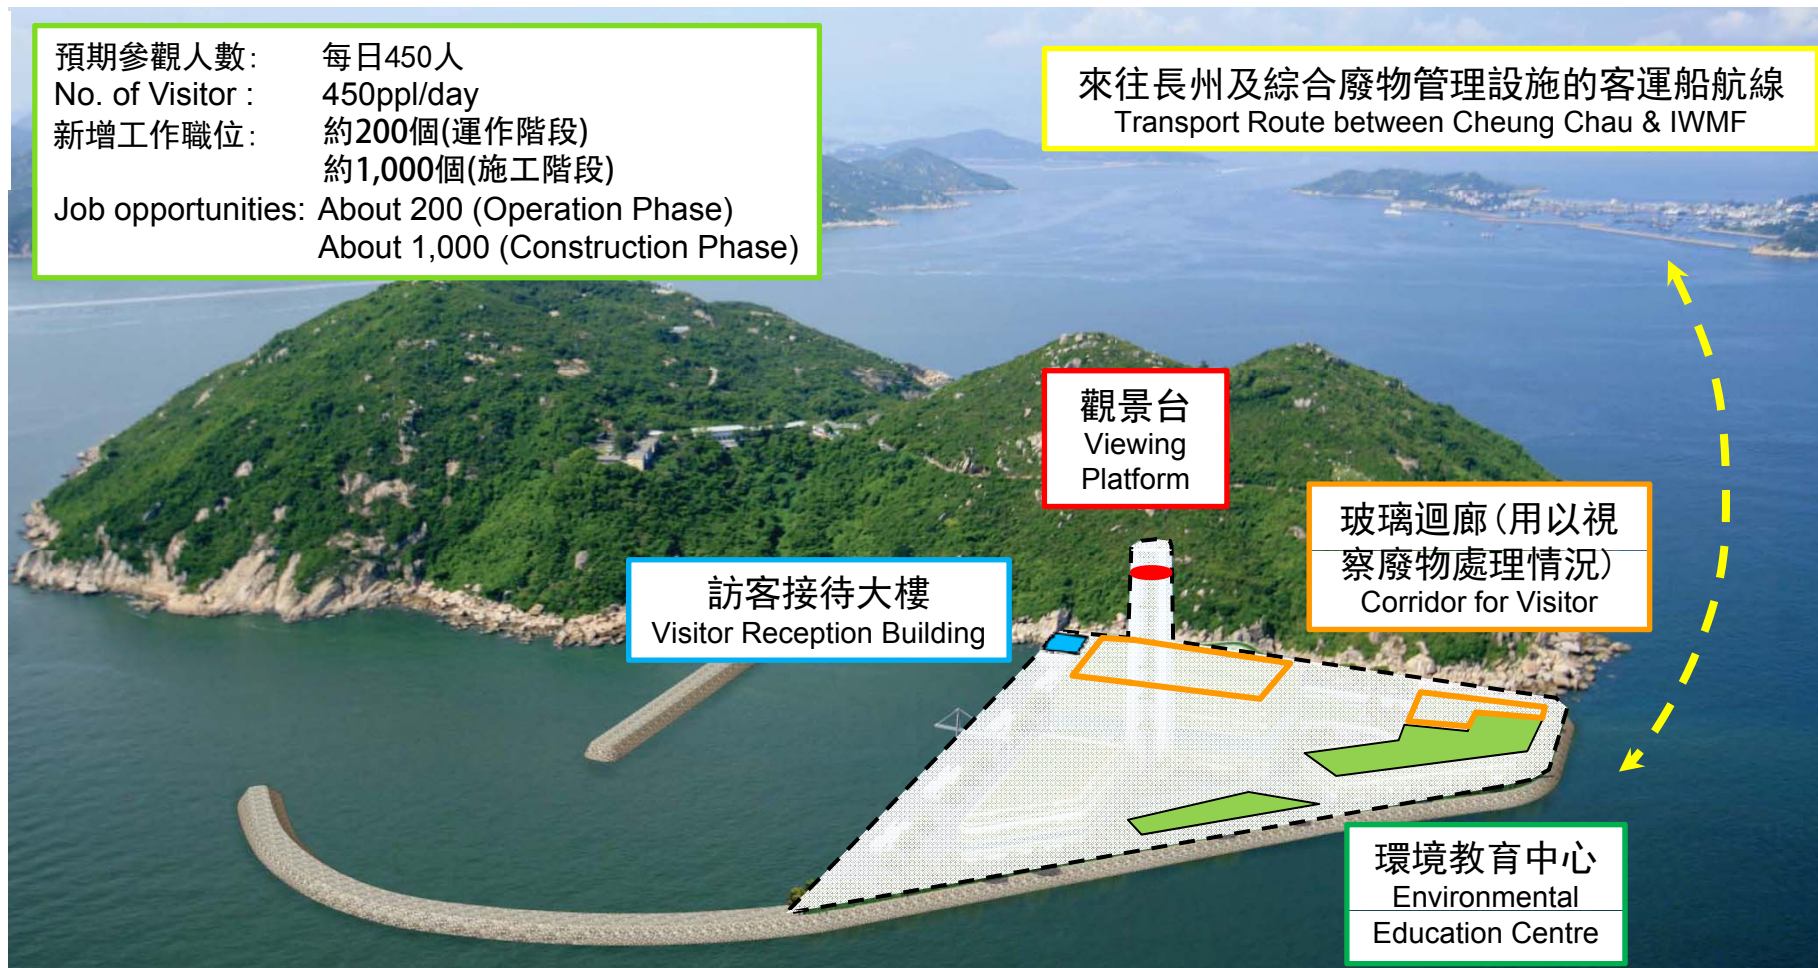 預期參觀人數： 每日450人
No. of Visitor : 450ppl/day
新增工作職位： 約200個(運作階段)
約1,000個(施工階段)
Job opportunities: About 200 (Operation Phase)
About 1,000 (Construction Phase)
來往長州及綜合廢物管理設施的客運船航線
Transport Route between Cheung Chau & IWMF
觀景台
Viewing
Platform
玻璃迴廊（用以視
察廢物處理情況）
Corridor for Visitor
訪客接待大樓
Visitor Reception Building
環境教育中心
Environmental
Education Centre